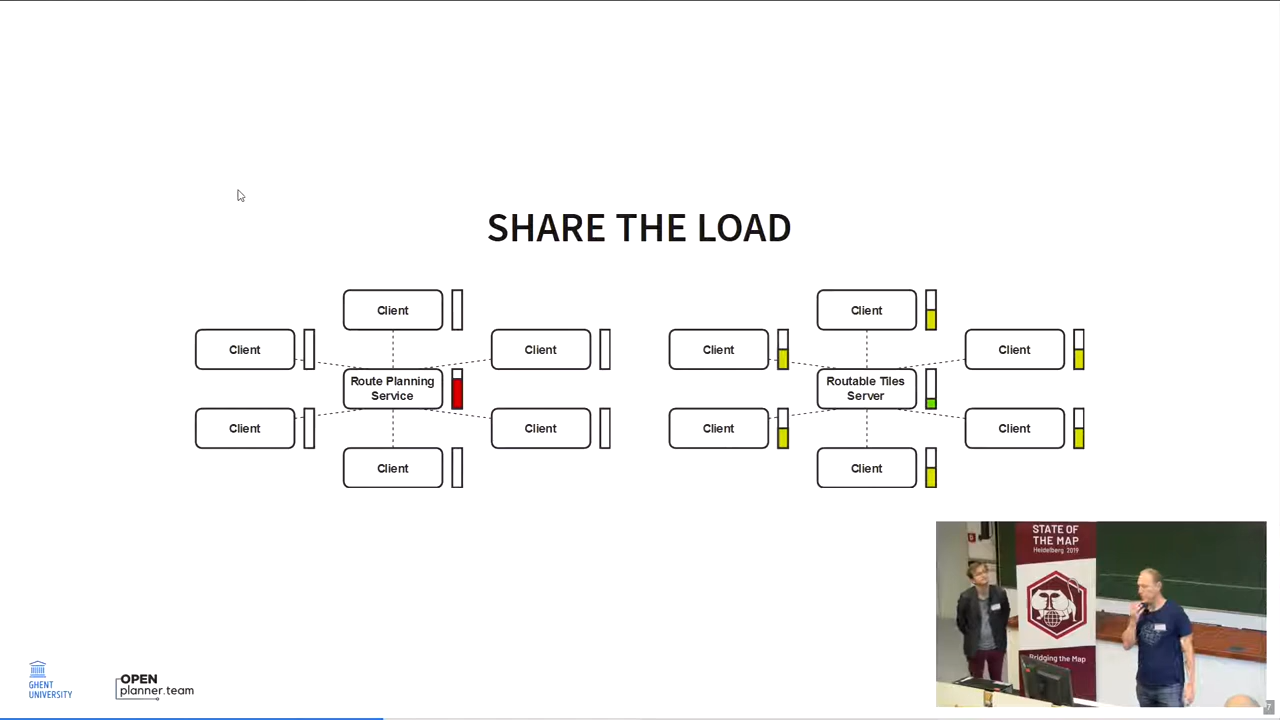 SHARE THE LOAD
Client
Client
Client
Route Planning
Service
Client
Client
Client
Client
Client
Client
Routable Tiles
Server
Client
Client
Client
STATE OF
THE MAP
Heidelberg 2019
Bridging the Map
GHENT
UNIVERSITY
OPEN
planner.team
7